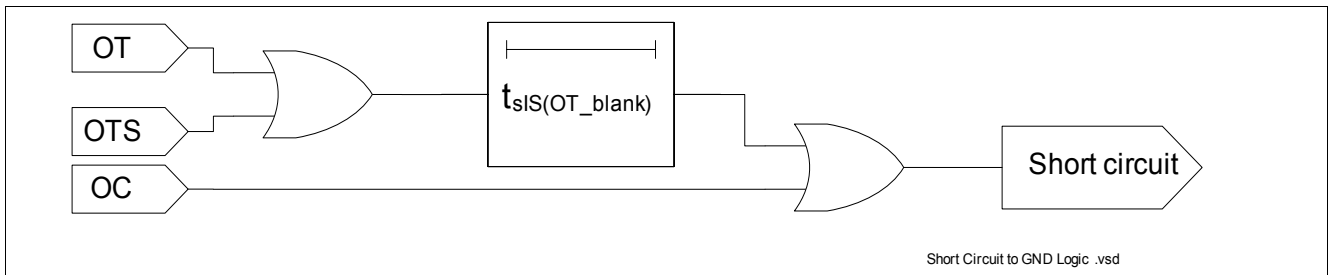 OT
OTS
OC
tsIS(OT_blank)
Short circuit
Short Circuit to GND Logic .vsd